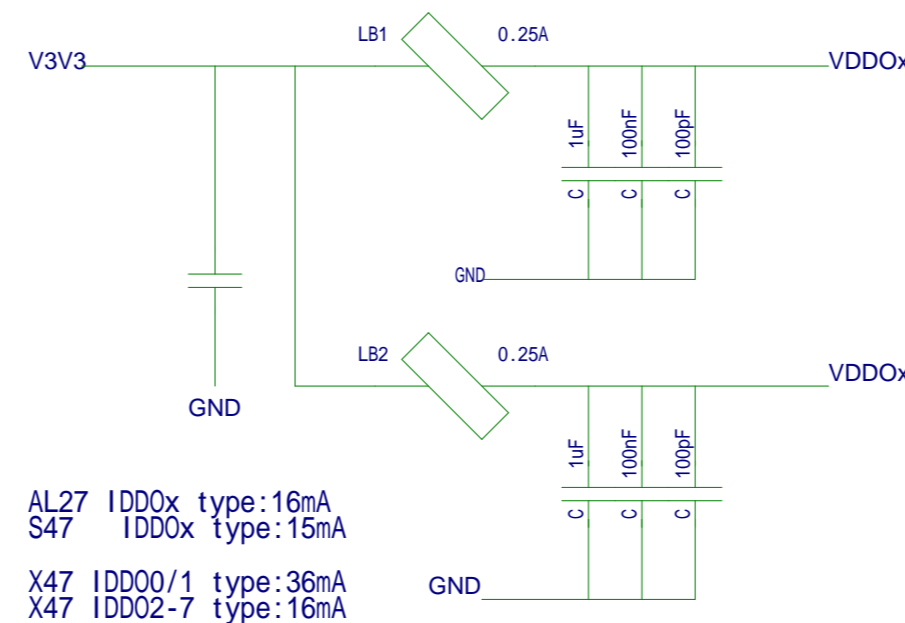 LB1 0.25A
V3V3 VDDOx
1uF 100nF 100pF
C C C
GND
LB2 0.25A
VDDOx
GND
1uF 100nF 100pF
AL27 IDDOx type:16mA
C C C
S47 IDDOx type:15mA
X47 IDDO0/1 type:36mA
GND
X47 IDDO2-7 type:16mA